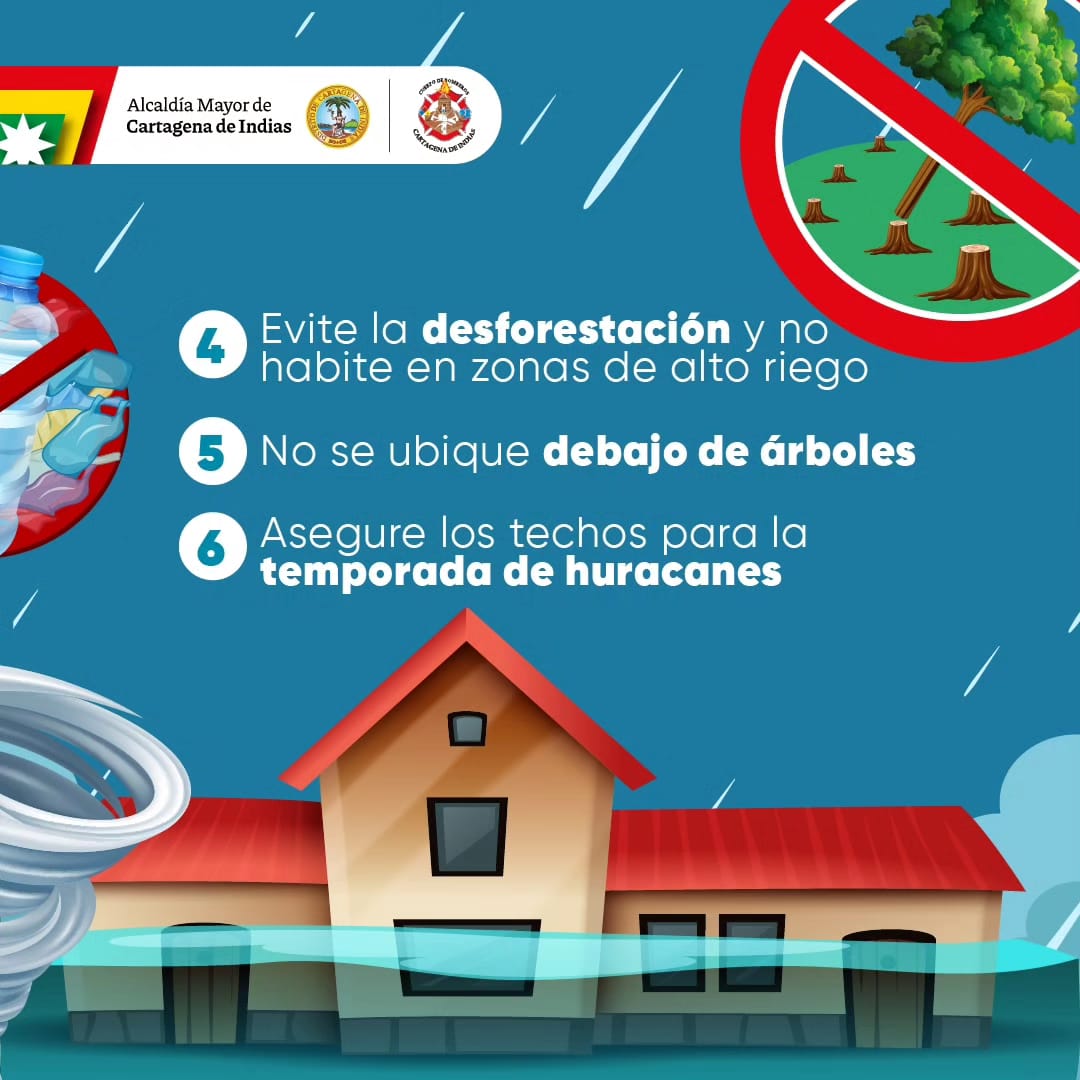 Alcaldía Mayor de
Cartagena de Indias
DISTRITO DE CARTAGENA DE INDIAS
CUERPO DE BOMBEROS
CARTAGENA DE INDIAS
4 Evite la desforestación y no
habite en zonas de alto riego
5 No se ubique debajo de árboles
6 Asegure los techos para la
temporada de huracanes